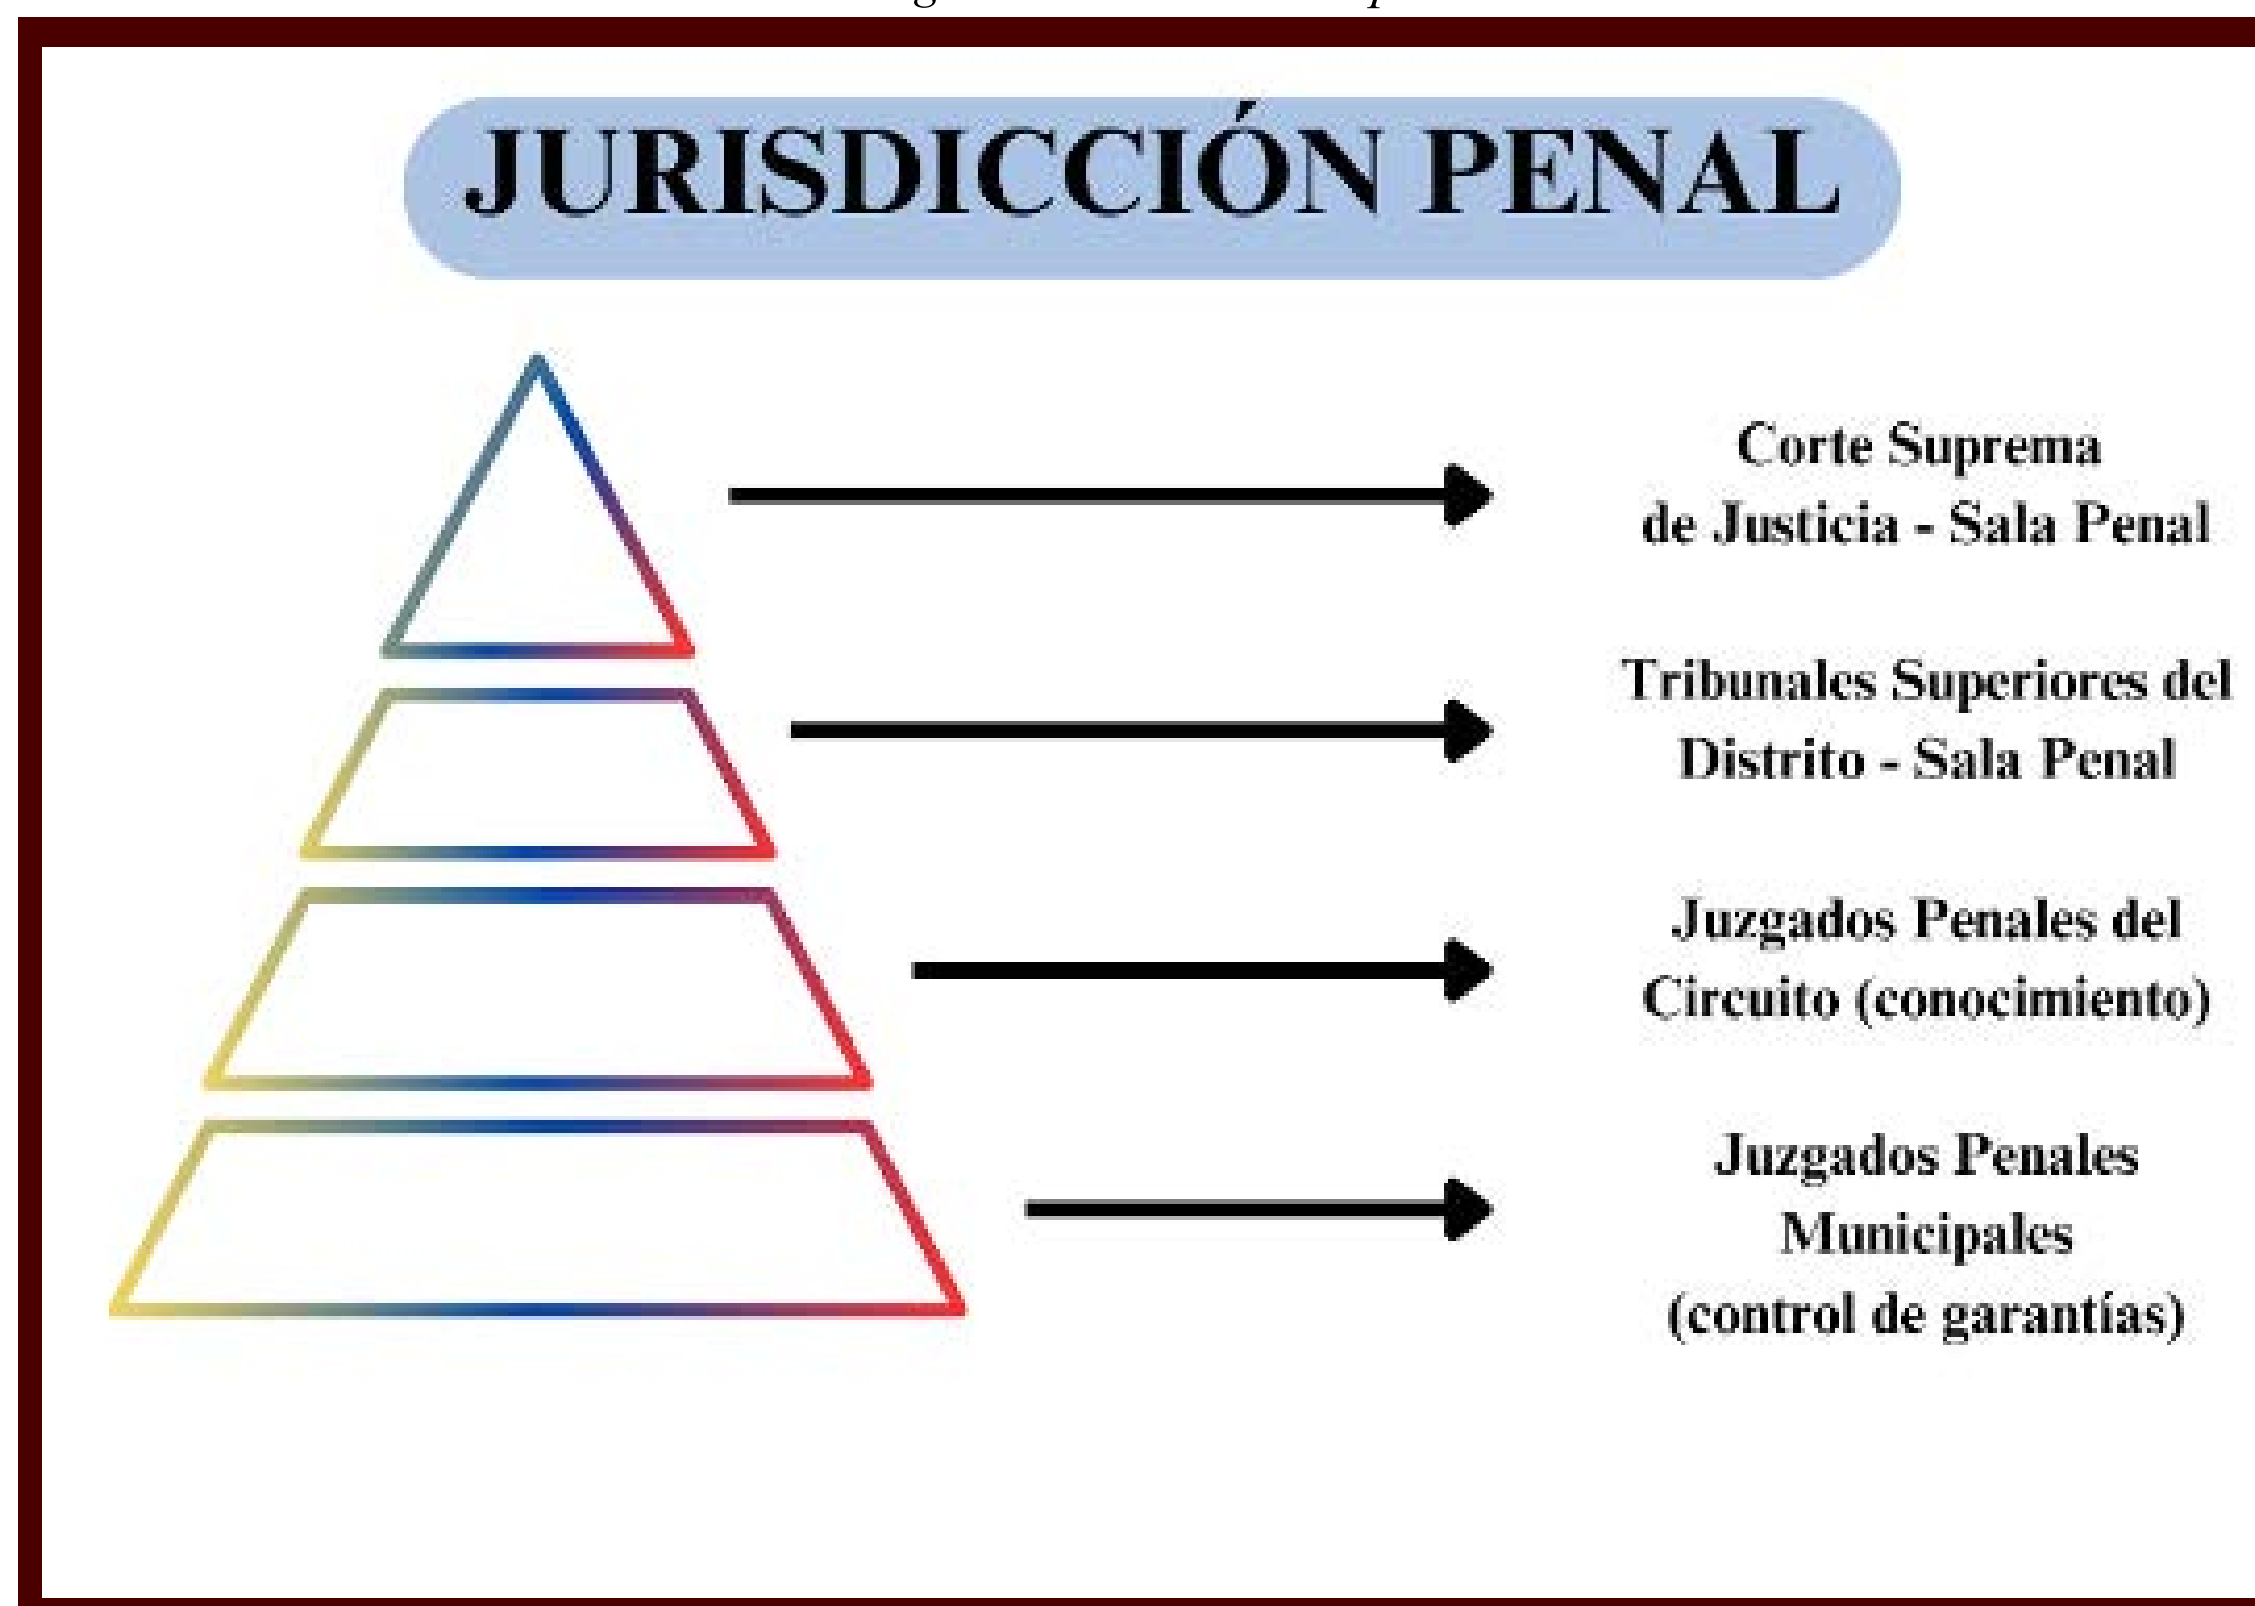 JURISDICCIÓN PENAL
Corte Suprema
de Justicia - Sala Penal
Tribunales Superiores del
Distrito - Sala Penal
Juzgados Penales del
Circuito (conocimiento)
Juzgados Penales
Municipales
(control de garantías)